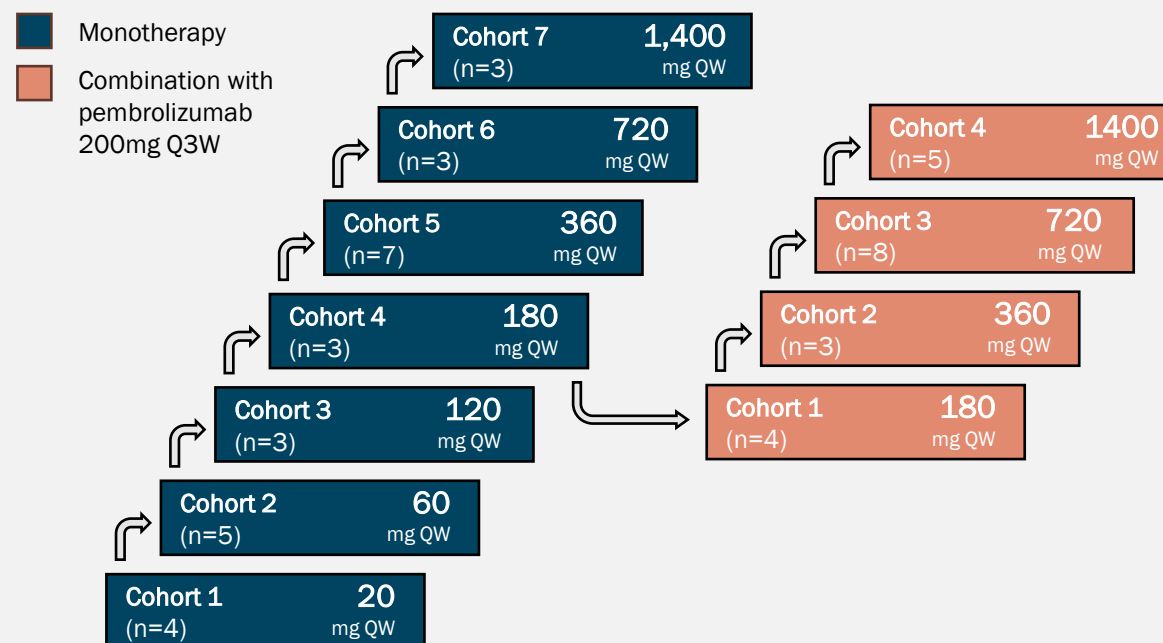 Monotherapy
Combination with
pembrolizumab
200mg Q3W
Cohort 7 1,400
(n=3) mg QW
Cohort 6 720
(n=3) mg QW
Cohort 5 360
(n=7) mg QW
Cohort 4 180
(n=3) mg QW
Cohort 3 120
(n=3) mg QW
Cohort 2 60
(n=5) mg QW
Cohort 1 20
(n=4) mg QW
Cohort 4 1400
(n=5) mg QW
Cohort 3 720
(n=8) mg QW
Cohort 2 360
(n=3) mg QW
Cohort 1 180
(n=4) mg QW